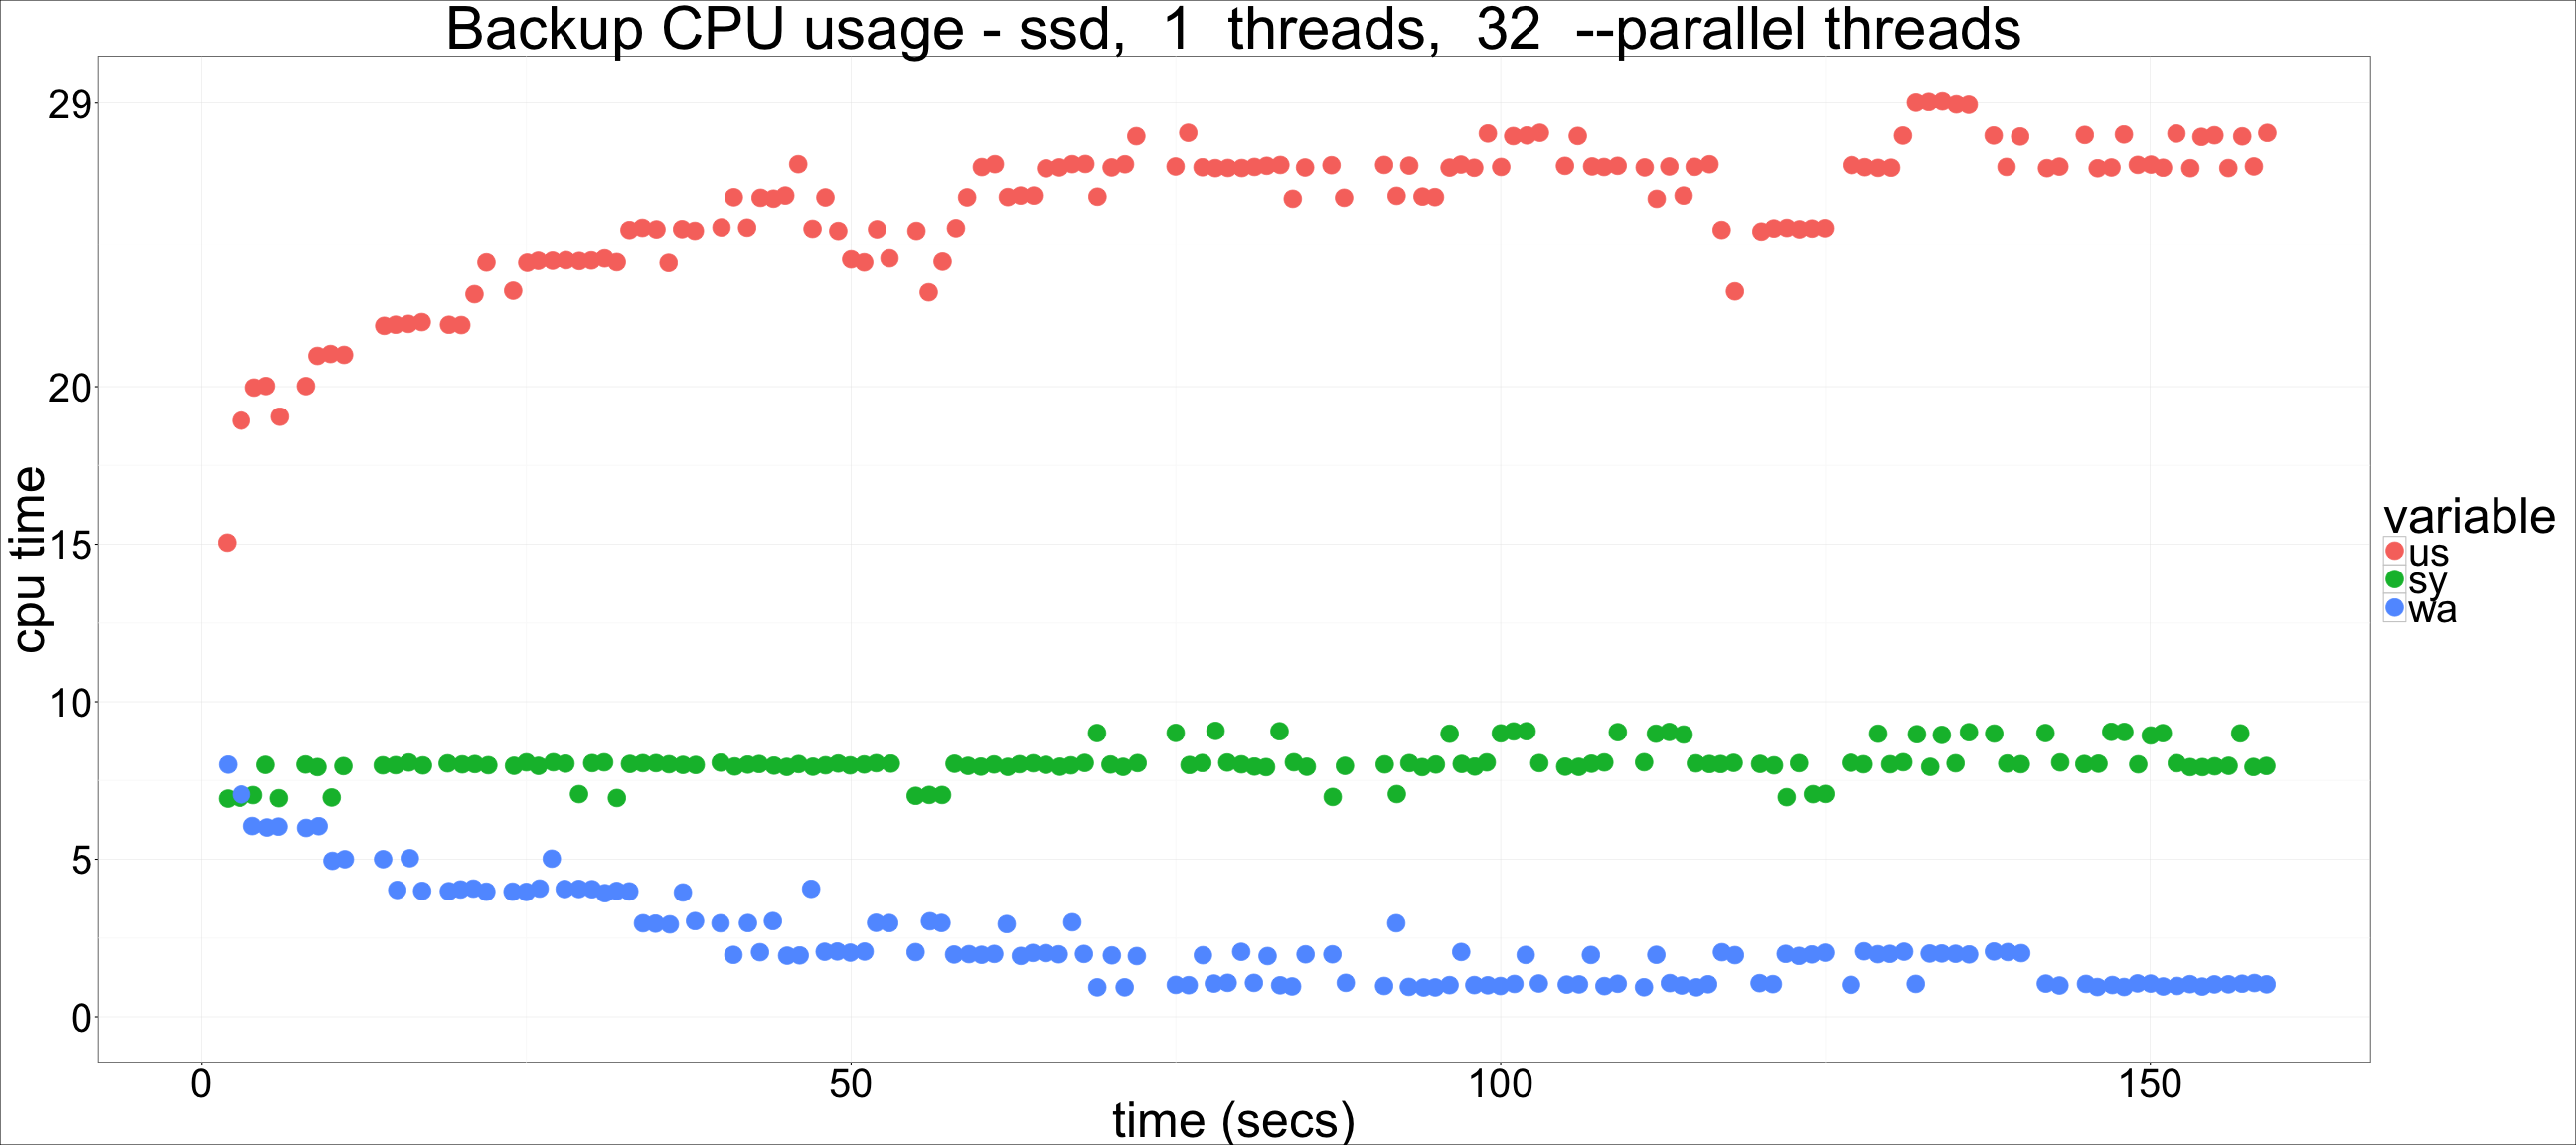 Backup CPU usage - ssd, 1 threads, 32 --parallel threads
cpu time
29
20
15
10
5
0
0 50 100 150
time (secs)
variable
us
sy
wa